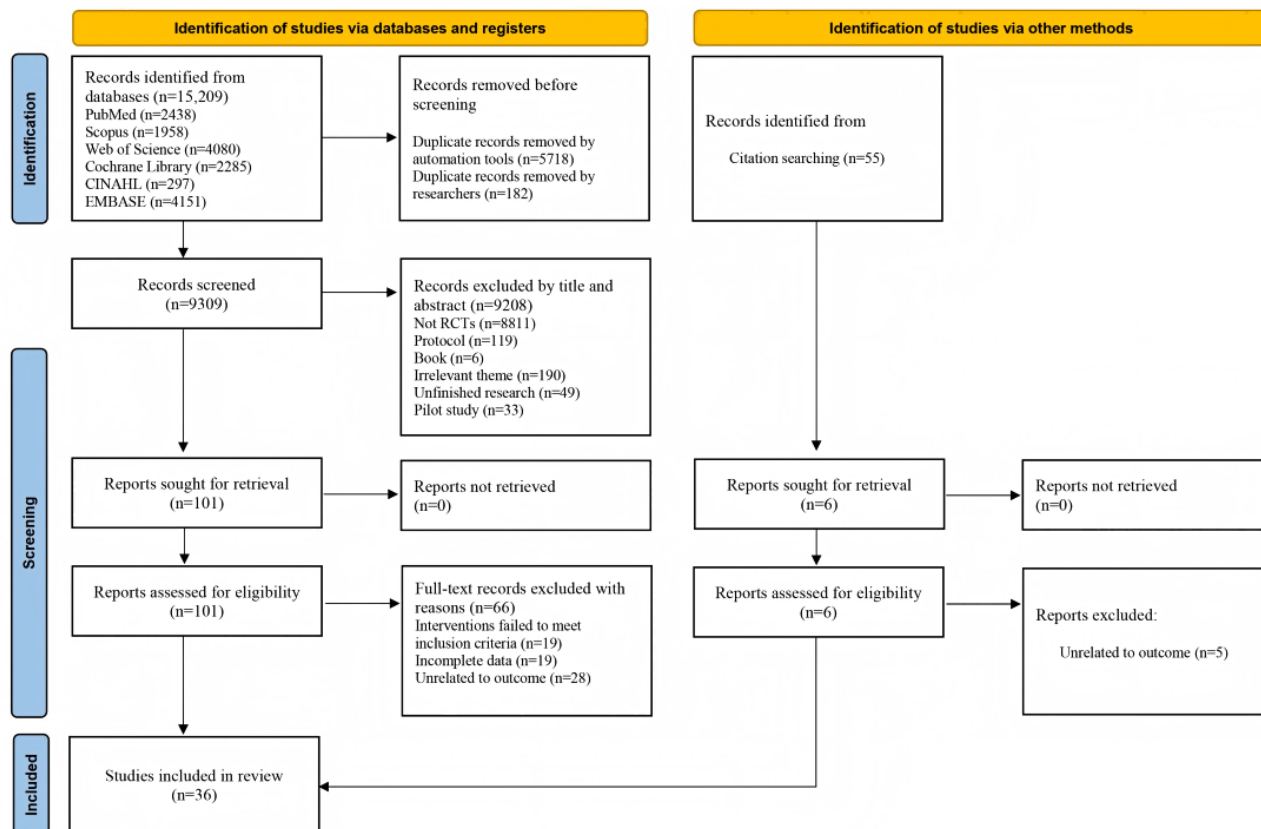 Identification of studies via databases and registers
Identification of studies via other methods
Identification
Records identified from
databases (n=15,209)
PubMed (n=2438)
Scopus (n=1958)
Web of Science (n=4080)
Cochrane Library (n=2285)
CINAHL (n=297)
EMBASE (n=4151)
Records removed before
screening
Duplicate records removed by
automation tools (n=5718)
Duplicate records removed by
researchers (n=182)
Records identified from
Citation searching (n=55)
Screening
Records screened
(n=9309)
Records excluded by title and
abstract (n=9208)
Not RCTs (n=8811)
Protocol (n=119)
Book (n=6)
Irrelevant theme (n=190)
Unfinished research (n=49)
Pilot study (n=33)
Reports sought for retrieval
(n=101)
Reports not retrieved
(n=0)
Reports sought for retrieval
(n=6)
Reports not retrieved
(n=0)
Reports assessed for eligibility
(n=101)
Full-text records excluded with
reasons (n=66)
Interventions failed to meet
inclusion criteria (n=19)
Incomplete data (n=19)
Unrelated to outcome (n=28)
Reports assessed for eligibility
(n=6)
Reports excluded:
Unrelated to outcome (n=5)
Included
Studies included in review
(n=36)